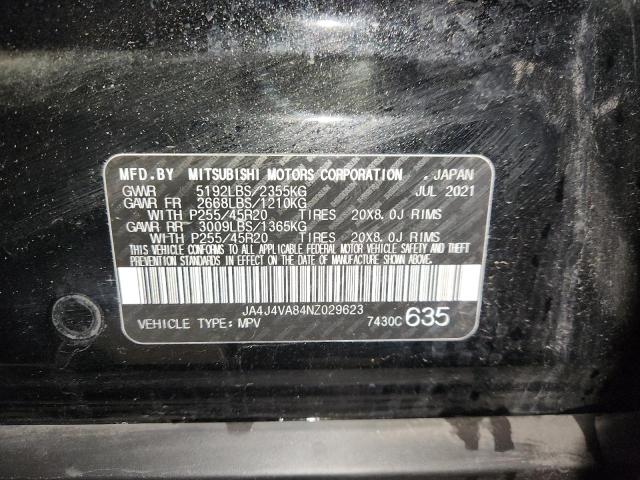 MFD.BY MITSUBISHI MOTORS CORPORATION , JAPAN
GVWR 5192LBS/2355KG JUL 2021
GAWR FR 2668LBS/1210KG
WITH P255/45R20 TIRES 20X8.0J RIMS
GAWR RR 3009LBS/1365KG
WITH P255/45R20 TIRES 20X8.0J RIMS
THIS VEHICLE CONFORMS TO ALL APPLICABLE FEDERAL MOTOR VEHICLE SAFETY AND THEFT
PREVENTION STANDARDS IN EFFECT ON THE DATE OF MANUFACTURE SHOWN ABOVE.
JA4J4VA84NZ029623
VEHICLE TYPE: MPV 7430C 635